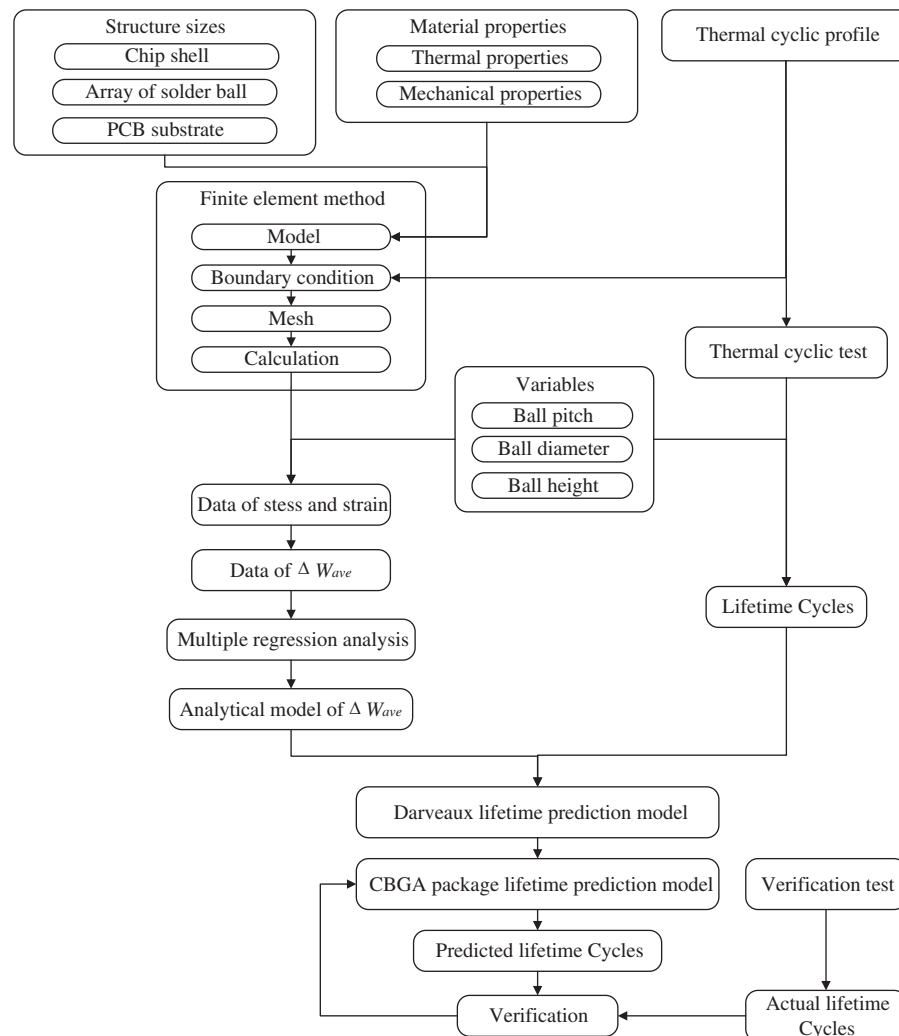 Structure sizes
Chip shell
Array of solder ball
PCB substrate
Material properties
Thermal properties
Mechanical properties
Thermal cyclic profile
Finite element method
Model
Boundary condition
Mesh
Calculation
Thermal cyclic test
Variables
Ball pitch
Ball diameter
Ball height
Data of stess and strain
Data of Δ Wave
Multiple regression analysis
Analytical model of Δ Wave
Lifetime Cycles
Darveaux lifetime prediction model
CBGA package lifetime prediction model
Verification test
Predicted lifetime Cycles
Verification
Actual lifetime
Cycles